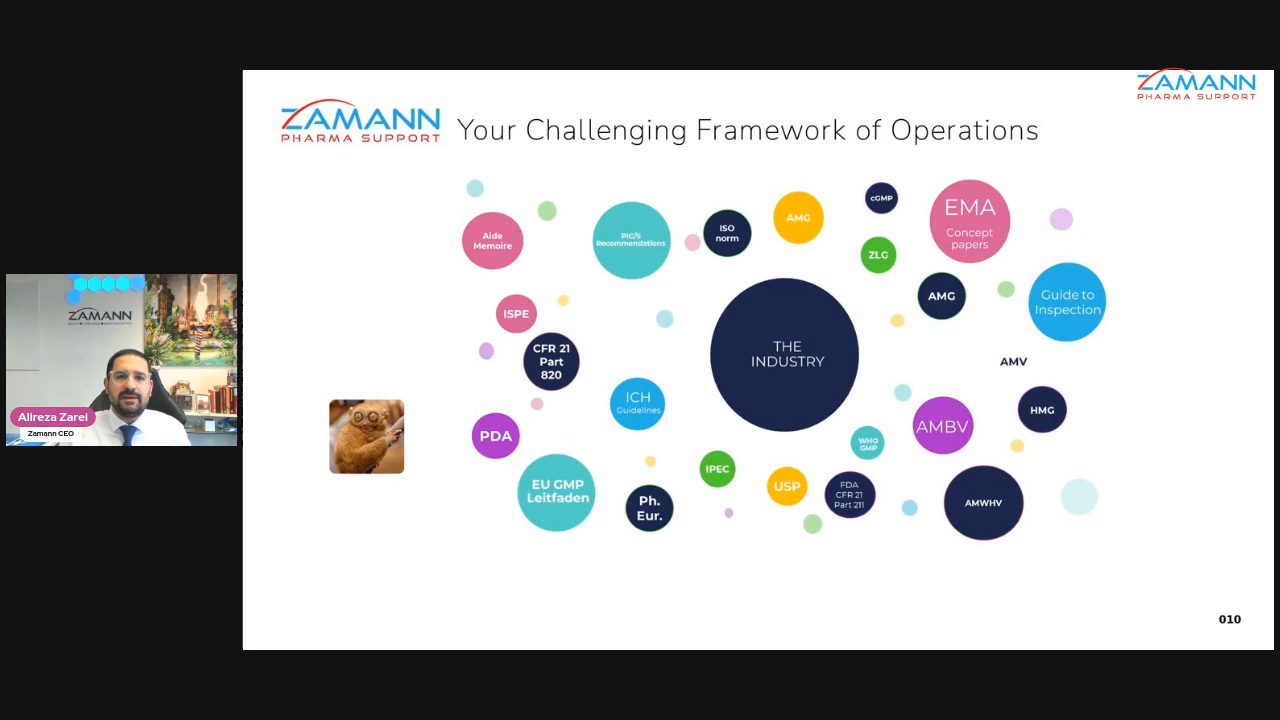 ZAMANN
PHARMA SUPPORT
ZAMANN
PHARMA SUPPORT
Your Challenging Framework of Operations
Aide
Memoire
PIC/S
Recommendations
ISO
norm
AMG
cGMP
EMA
Concept
papers
ZLG
AMG
Guide to
Inspection
ISPE
CFR 21
Part
820
THE
INDUSTRY
AMV
ICH
Guidelines
HMG
AMBV
PDA
WHO
GMP
EU GMP
Leitfaden
IPEC
USP
FDA
CFR 21
Part 211
Ph.
Eur.
AMWHV
010
ZAMANN
Alireza Zarei
Zamann CEO